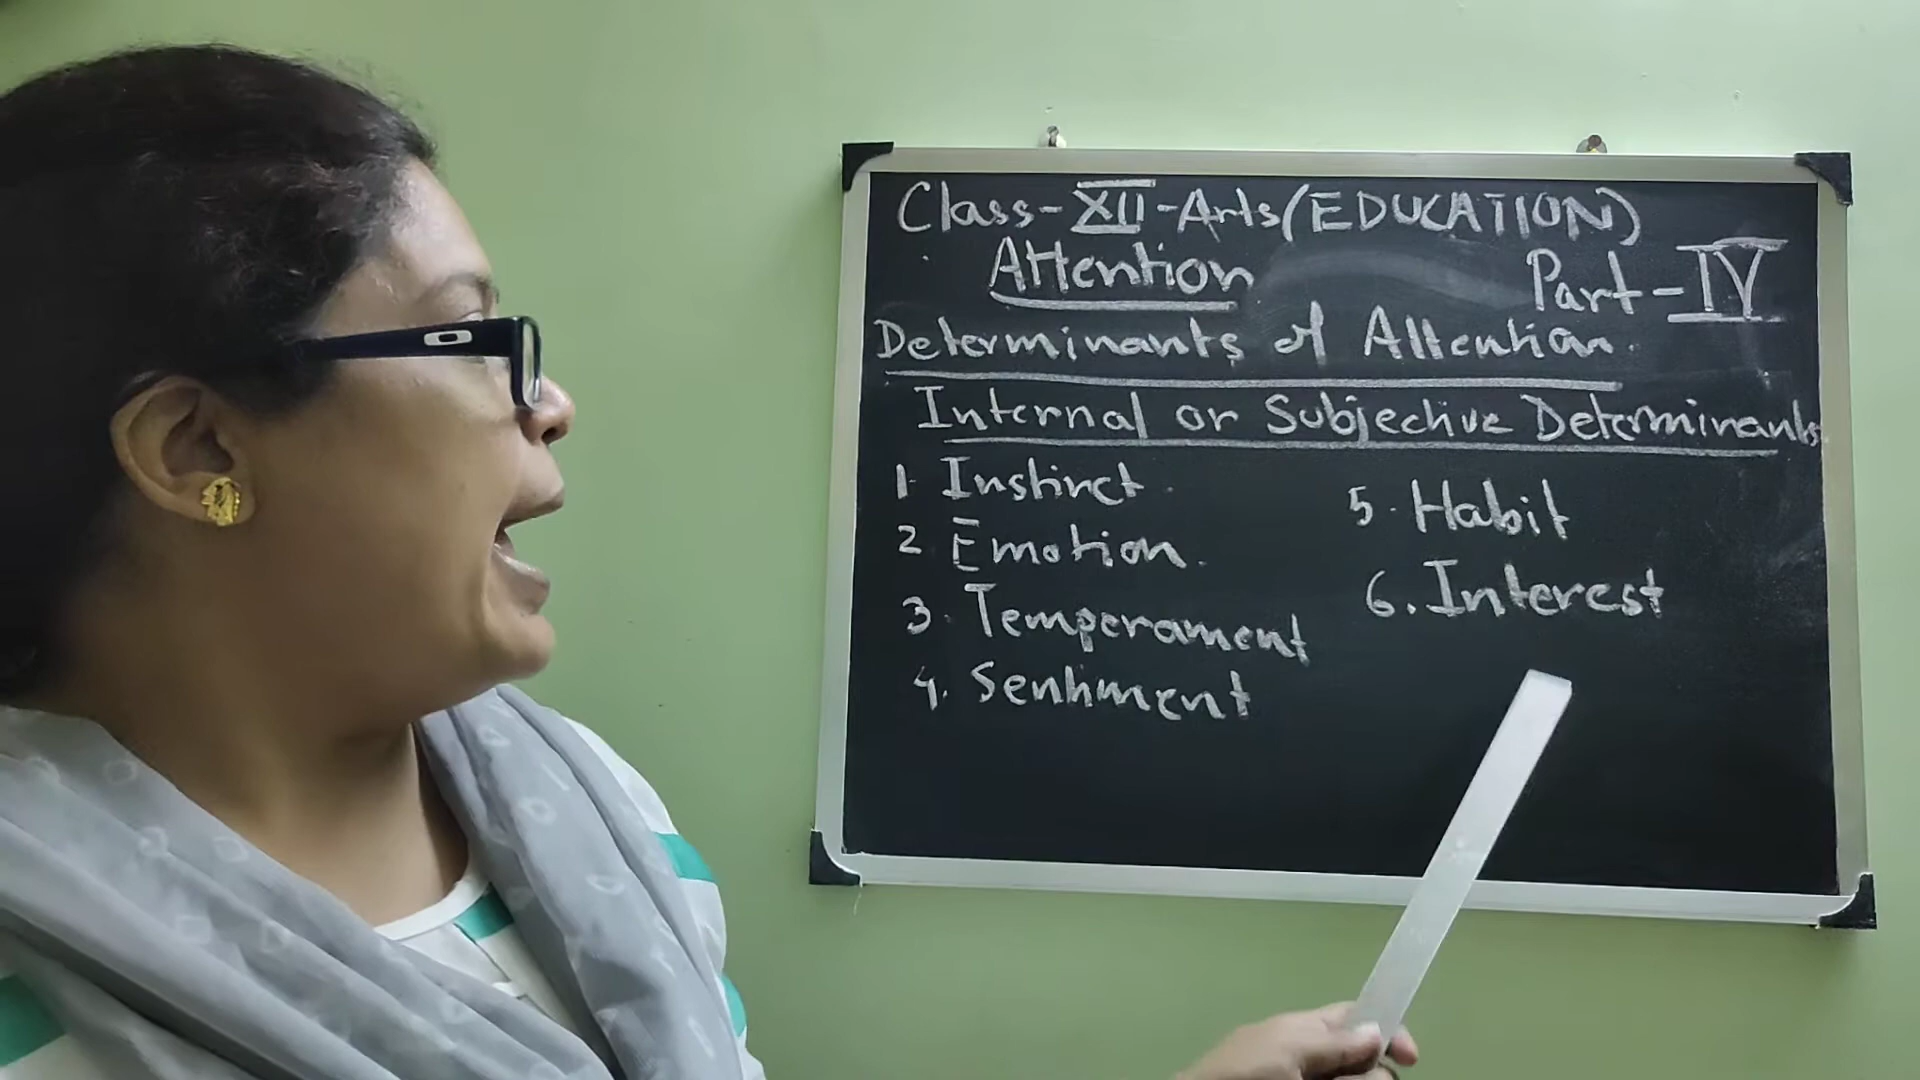 Class-XII-Arts(EDUCATION)
Attention
Part-IV
Determinants of Attention.
Internal or Subjective Determinants
1 Instinct.
2 Emotion.
3. Temperament
4. Sentiment
5. Habit
6. Interest